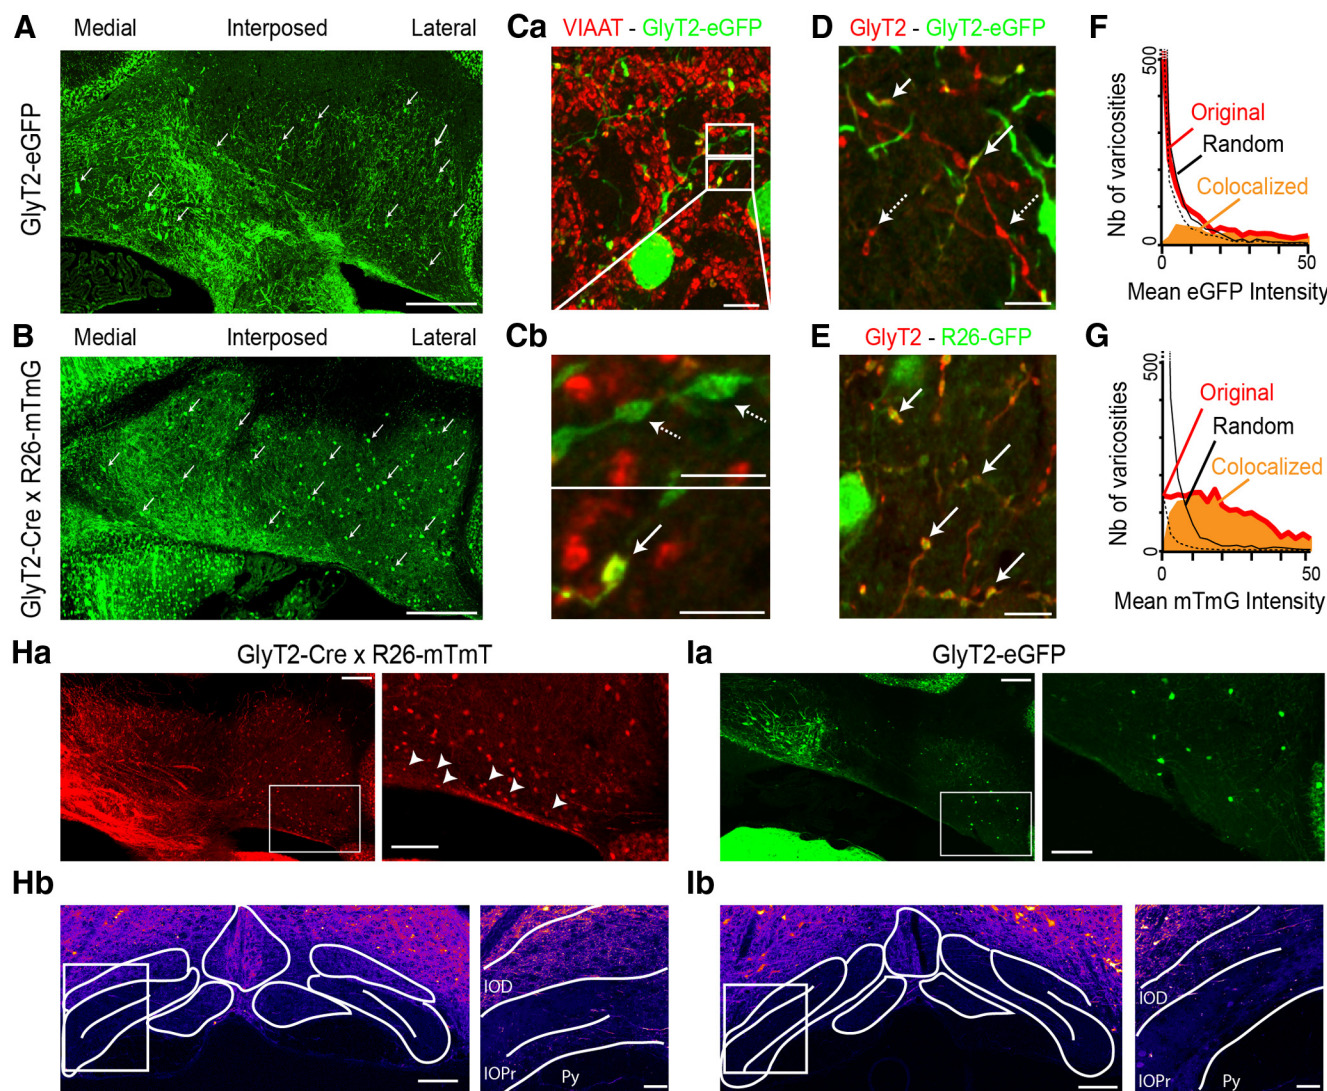 A
Medial Interposed Lateral
GlyT2-eGFP
B
Medial Interposed Lateral
GlyT2-Cre x R26-mTmG
Ca
VIAAT - GlyT2-eGFP
Cb
D
GlyT2 - GlyT2-eGFP
E
GlyT2 - R26-GFP
F
Nb of varicosities
500
0
Original
Random
Colocalized
0 50
Mean eGFP Intensity
G
Nb of varicosities
500
0
Original
Random
Colocalized
0 50
Mean mTmG Intensity
Ha
GlyT2-Cre x R26-mTmT
Ia
GlyT2-eGFP
Hb
IOD
IOPr
Py
Ib
IOD
IOPr
Py